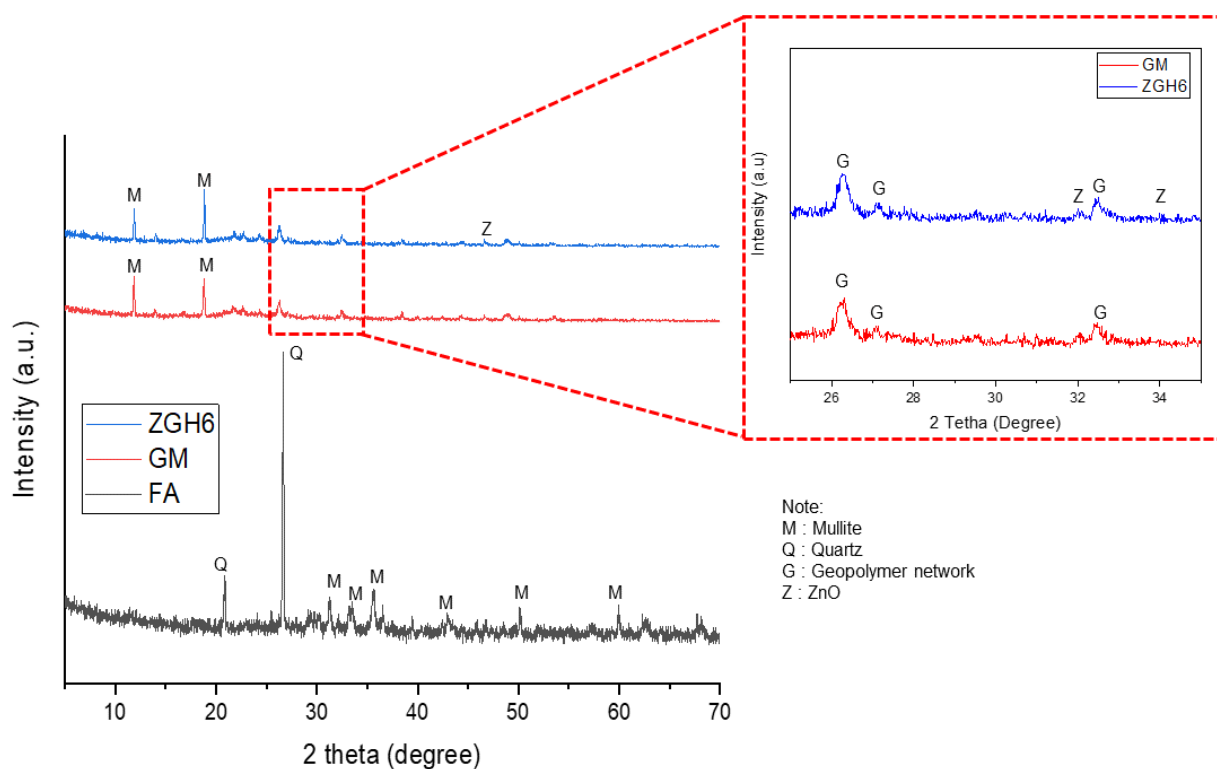 GM
ZGH6
G
G
Z
G
Z
G
G
G
Intensity (a.u)
26
28
30
32
34
2 Tetha (Degree)
M
M
Z
M
M
Q
ZGH6
GM
FA
Q
M
M
M
M
M
M
Intensity (a.u.)
10
20
30
40
50
60
70
2 theta (degree)
Note:
M : Mullite
Q : Quartz
G : Geopolymer network
Z : ZnO